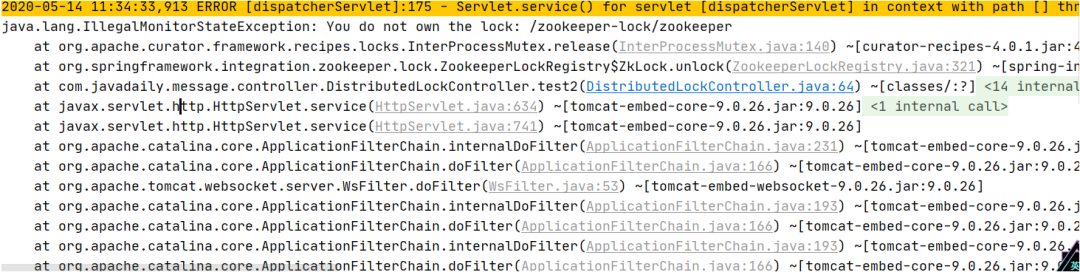 2020-05-14 11:34:33,913 ERROR [dispatcherServlet]:175 - Servlet.service() for servlet [dispatcherServlet] in context with path [] thr
java.lang.IllegalMonitorStateException: You do not own the lock: /zookeeper-lock/zookeeper
at org.apache.curator.framework.recipes.locks.InterProcessMutex.release(InterProcessMutex.java:140) ~[curator-recipes-4.0.1.jar:4
at org.springframework.integration.zookeeper.lock.ZookeeperLockRegistry$ZkLock.unlock(ZookeeperLockRegistry.java:321) ~[spring-in
at com.javadaily.message.controller.DistributedLockController.test2(DistributedLockController.java:64) ~[classes/:?] <14 internal
at javax.servlet.http.HttpServlet.service(HttpServlet.java:634) ~[tomcat-embed-core-9.0.26.jar:9.0.26] <1 internal call>
at javax.servlet.http.HttpServlet.service(HttpServlet.java:741) ~[tomcat-embed-core-9.0.26.jar:9.0.26]
at org.apache.catalina.core.ApplicationFilterChain.internalDoFilter(ApplicationFilterChain.java:231) ~[tomcat-embed-core-9.0.26.j
at org.apache.catalina.core.ApplicationFilterChain.doFilter(ApplicationFilterChain.java:166) ~[tomcat-embed-core-9.0.26.jar:9.0.2
at org.apache.tomcat.websocket.server.WsFilter.doFilter(WsFilter.java:53) ~[tomcat-embed-websocket-9.0.26.jar:9.0.26]
at org.apache.catalina.core.ApplicationFilterChain.internalDoFilter(ApplicationFilterChain.java:193) ~[tomcat-embed-core-9.0.26.j
at org.apache.catalina.core.ApplicationFilterChain.doFilter(ApplicationFilterChain.java:166) ~[tomcat-embed-core-9.0.26.jar:9.0.2
at org.apache.catalina.core.ApplicationFilterChain.internalDoFilter(ApplicationFilterChain.java:193) ~[tomcat-embed-core-9.0.26.
at org.apache.catalina.core.ApplicationFilterChain.doFilter(ApplicationFilterChain.java:166) ~[tomcat-embed-core-9.0.26.jar:9.